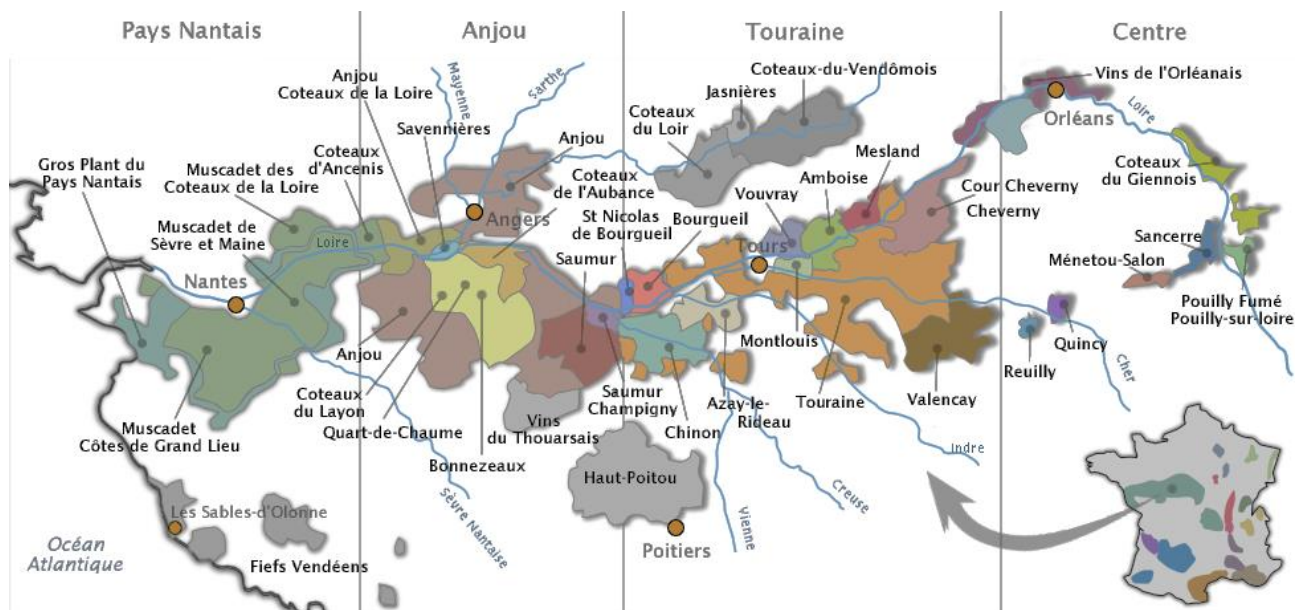 Pays Nantais
Anjou
Touraine
Centre
Gros Plant du
Pays Nantais
Muscadet des
Coteaux de la Loire
Muscadet de
Sèvre et Maine
Coteaux
d'Ancenis
Anjou
Coteaux de la Loire
Savennières
Mayenne
Sarthe
Anjou
Coteaux
de l'Aubance
St Nicolas
de Bourgueil
Bourgueil
Saumur
Coteaux
du Loir
Jasnières
Coteaux-du-Vendômois
Vouvray
Amboise
Mesland
Cour Cheverny
Cheverny
Vins de l'Orléanais
Orléans
Loire
Coteaux
du Giennois
Sancerre
Ménetou-Salon
Pouilly Fumé
Pouilly-sur-loire
Loire
Nantes
Angers
Tours
Muscadet
Côtes de Grand Lieu
Anjou
Coteaux
du Layon
Quart-de-Chaume
Bonnezeaux
Vins
du Thouarsais
Saumur
Champigny
Chinon
Azay-le-
Rideau
Montlouis
Touraine
Valencay
Reuilly
Quincy
Cher
Indre
Creuse
Vienne
Sèvre Nantaise
Haut-Poitou
Poitiers
Les Sables-d'Olonne
Fiefs Vendéens
Océan
Atlantique